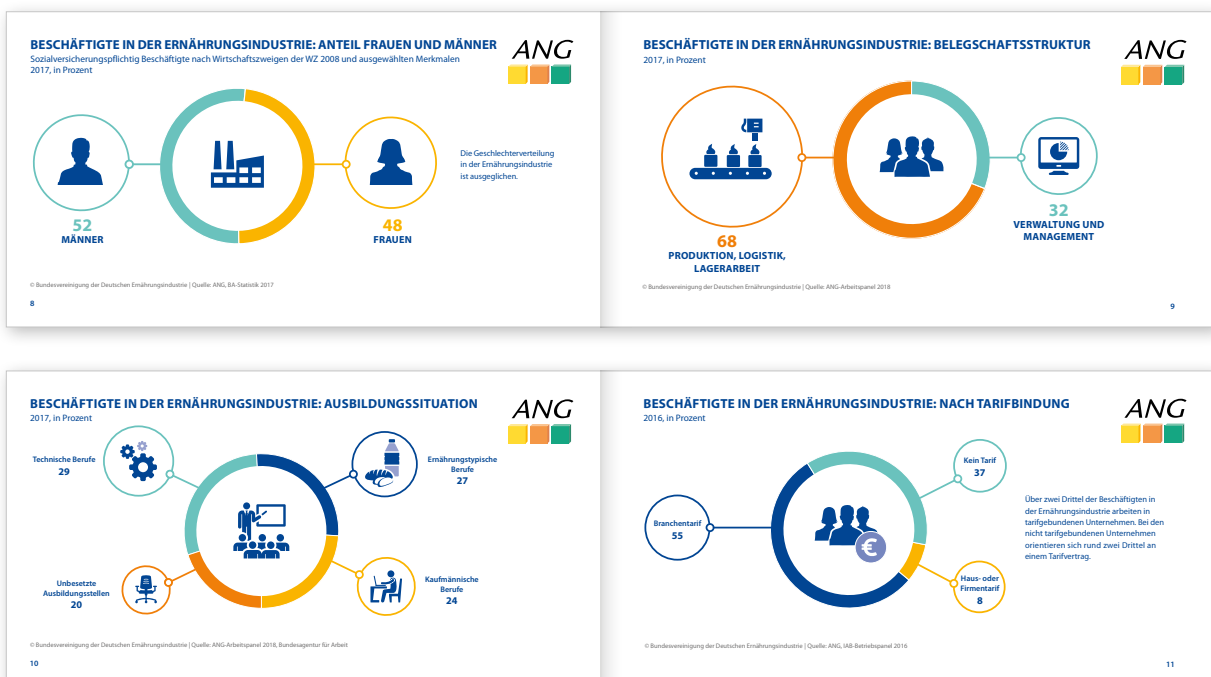 BESCHÄFTIGTE IN DER ERNÄHRUNGSINDUSTRIE: ANTEIL FRAUEN UND MÄNNER
Sozialversicherungspflichtig Beschäftigte nach Wirtschaftszweigen der WZ 2008 und ausgewählten Merkmalen
2017, in Prozent
ANG
52
MÄNNER
48
FRAUEN
Die Geschlechterverteilung
in der Ernährungsindustrie
ist ausgeglichen.
© Bundesvereinigung der Deutschen Ernährungsindustrie | Quelle: ANG, BA-Statistik 2017
8
BESCHÄFTIGTE IN DER ERNÄHRUNGSINDUSTRIE: BELEGSCHAFTSSTRUKTUR
2017, in Prozent
ANG
68
PRODUKTION, LOGISTIK,
LAGERARBEIT
32
VERWALTUNG UND
MANAGEMENT
© Bundesvereinigung der Deutschen Ernährungsindustrie | Quelle: ANG-Arbeitspanel 2018
9
BESCHÄFTIGTE IN DER ERNÄHRUNGSINDUSTRIE: AUSBILDUNGSSITUATION
2017, in Prozent
ANG
Technische Berufe
29
Ernährungstypische
Berufe
27
Unbesetzte
Ausbildungsstellen
20
Kaufmännische
Berufe
24
© Bundesvereinigung der Deutschen Ernährungsindustrie | Quelle: ANG-Arbeitspanel 2018, Bundesagentur für Arbeit
10
BESCHÄFTIGTE IN DER ERNÄHRUNGSINDUSTRIE: NACH TARIFBINDUNG
2016, in Prozent
ANG
Branchentarif
55
€
Kein Tarif
37
Haus- oder
Firmentarif
8
Über zwei Drittel der Beschäftigten in
der Ernährungsindustrie arbeiten in
tarifgebundenen Unternehmen. Bei den
nicht tarifgebundenen Unternehmen
orientieren sich rund zwei Drittel an
einem Tarifvertrag.
© Bundesvereinigung der Deutschen Ernährungsindustrie | Quelle: ANG, IAB-Betriebspanel 2016
11